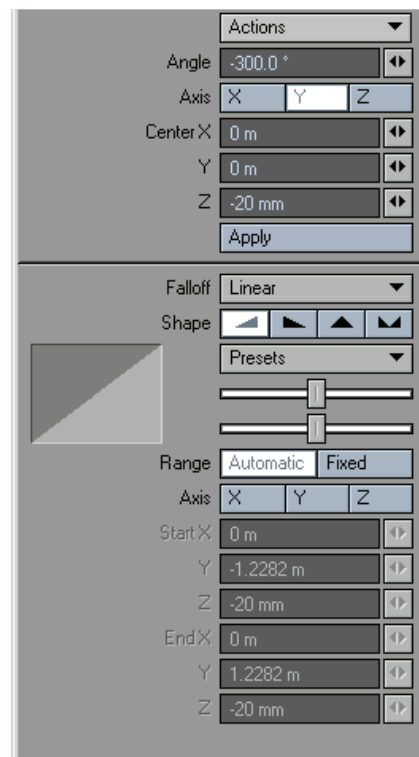 Actions
Angle -300.0 °
Axis X Y Z
Center X 0 m
Y 0 m
Z -20 mm
Apply
Falloff Linear
Shape
Presets
Range Automatic Fixed
Axis X Y Z
Start X 0 m
Y -1.2282 m
Z -20 mm
End X 0 m
Y 1.2282 m
Z -20 mm